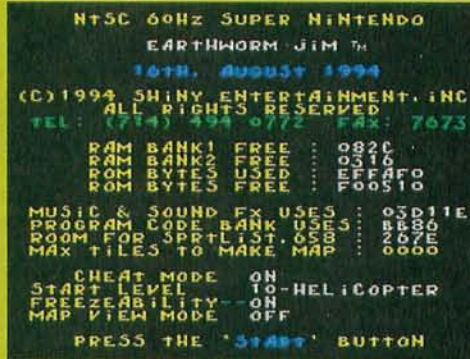 NTSC 60Hz SUPER NiNTENDO
EARTHWORM JiM TM
16TH. AUGUST 1994
(C)1994 SHiNY ENTERTAiNMENT. iNC
ALL RiGHTS RESERVED
TEL: (714) 494 0772 FAX: 7673
RAM BANK1 FREE : 082C
RAM BANK2 FREE : 0316
ROM BYTES USED : EFFAF0
ROM BYTES FREE : F00510
MUSiC & SOUND FX USES : 03D11E
PROGRAM CODE BANK USES: BB86
ROOM FOR SPRTLiST.658 : 267E
MAX TiLES TO MAKE MAP : 0000
CHEAT MODE ON
START LEVEL 10-HELiCOPTER
FREEzEABiLiTY--ON
MAP ViEW MODE OFF
PRESS THE 'START' BUTTON